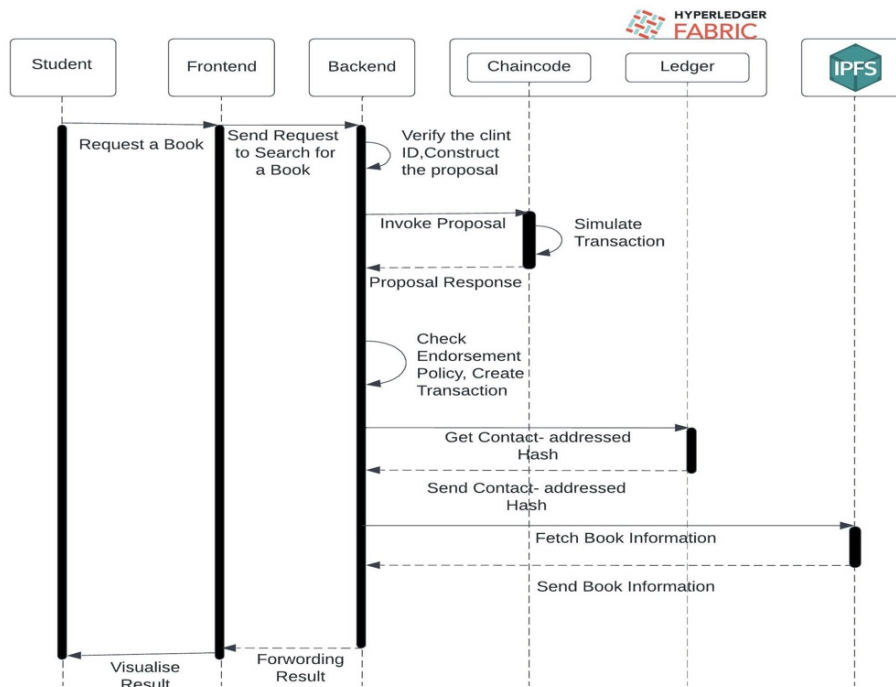 HYPERLEDGER
FABRIC
Student
Frontend
Backend
Chaincode
Ledger
IPFS
Request a Book
Send Request
to Search for
a Book
Verify the clint
ID,Construct
the proposal
Invoke Proposal
Simulate
Transaction
Proposal Response
Check
Endorsement
Policy, Create
Transaction
Get Contact- addressed
Hash
Send Contact- addressed
Hash
Fetch Book Information
Send Book Information
Forwording
Result
Visualise
Result